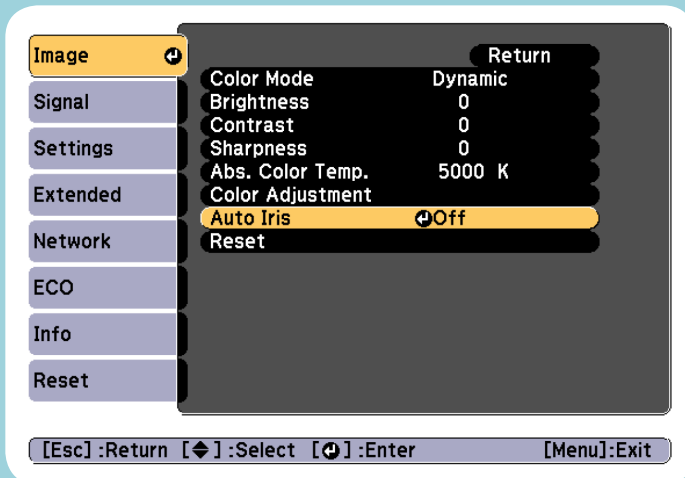 Image
Signal
Settings
Extended
Network
ECO
Info
Reset
Return
Color Mode Dynamic
Brightness 0
Contrast 0
Sharpness 0
Abs. Color Temp. 5000 K
Color Adjustment
Auto Iris Off
Reset
[Esc] :Return [◆] :Select [⏎] :Enter [Menu]:Exit